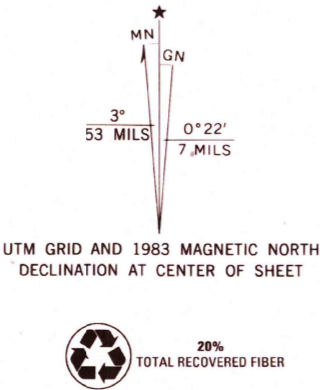 ★
MN
GN
3°
53 MILS
0°22′
7 MILS
UTM GRID AND 1983 MAGNETIC NORTH
DECLINATION AT CENTER OF SHEET
20%
TOTAL RECOVERED FIBER